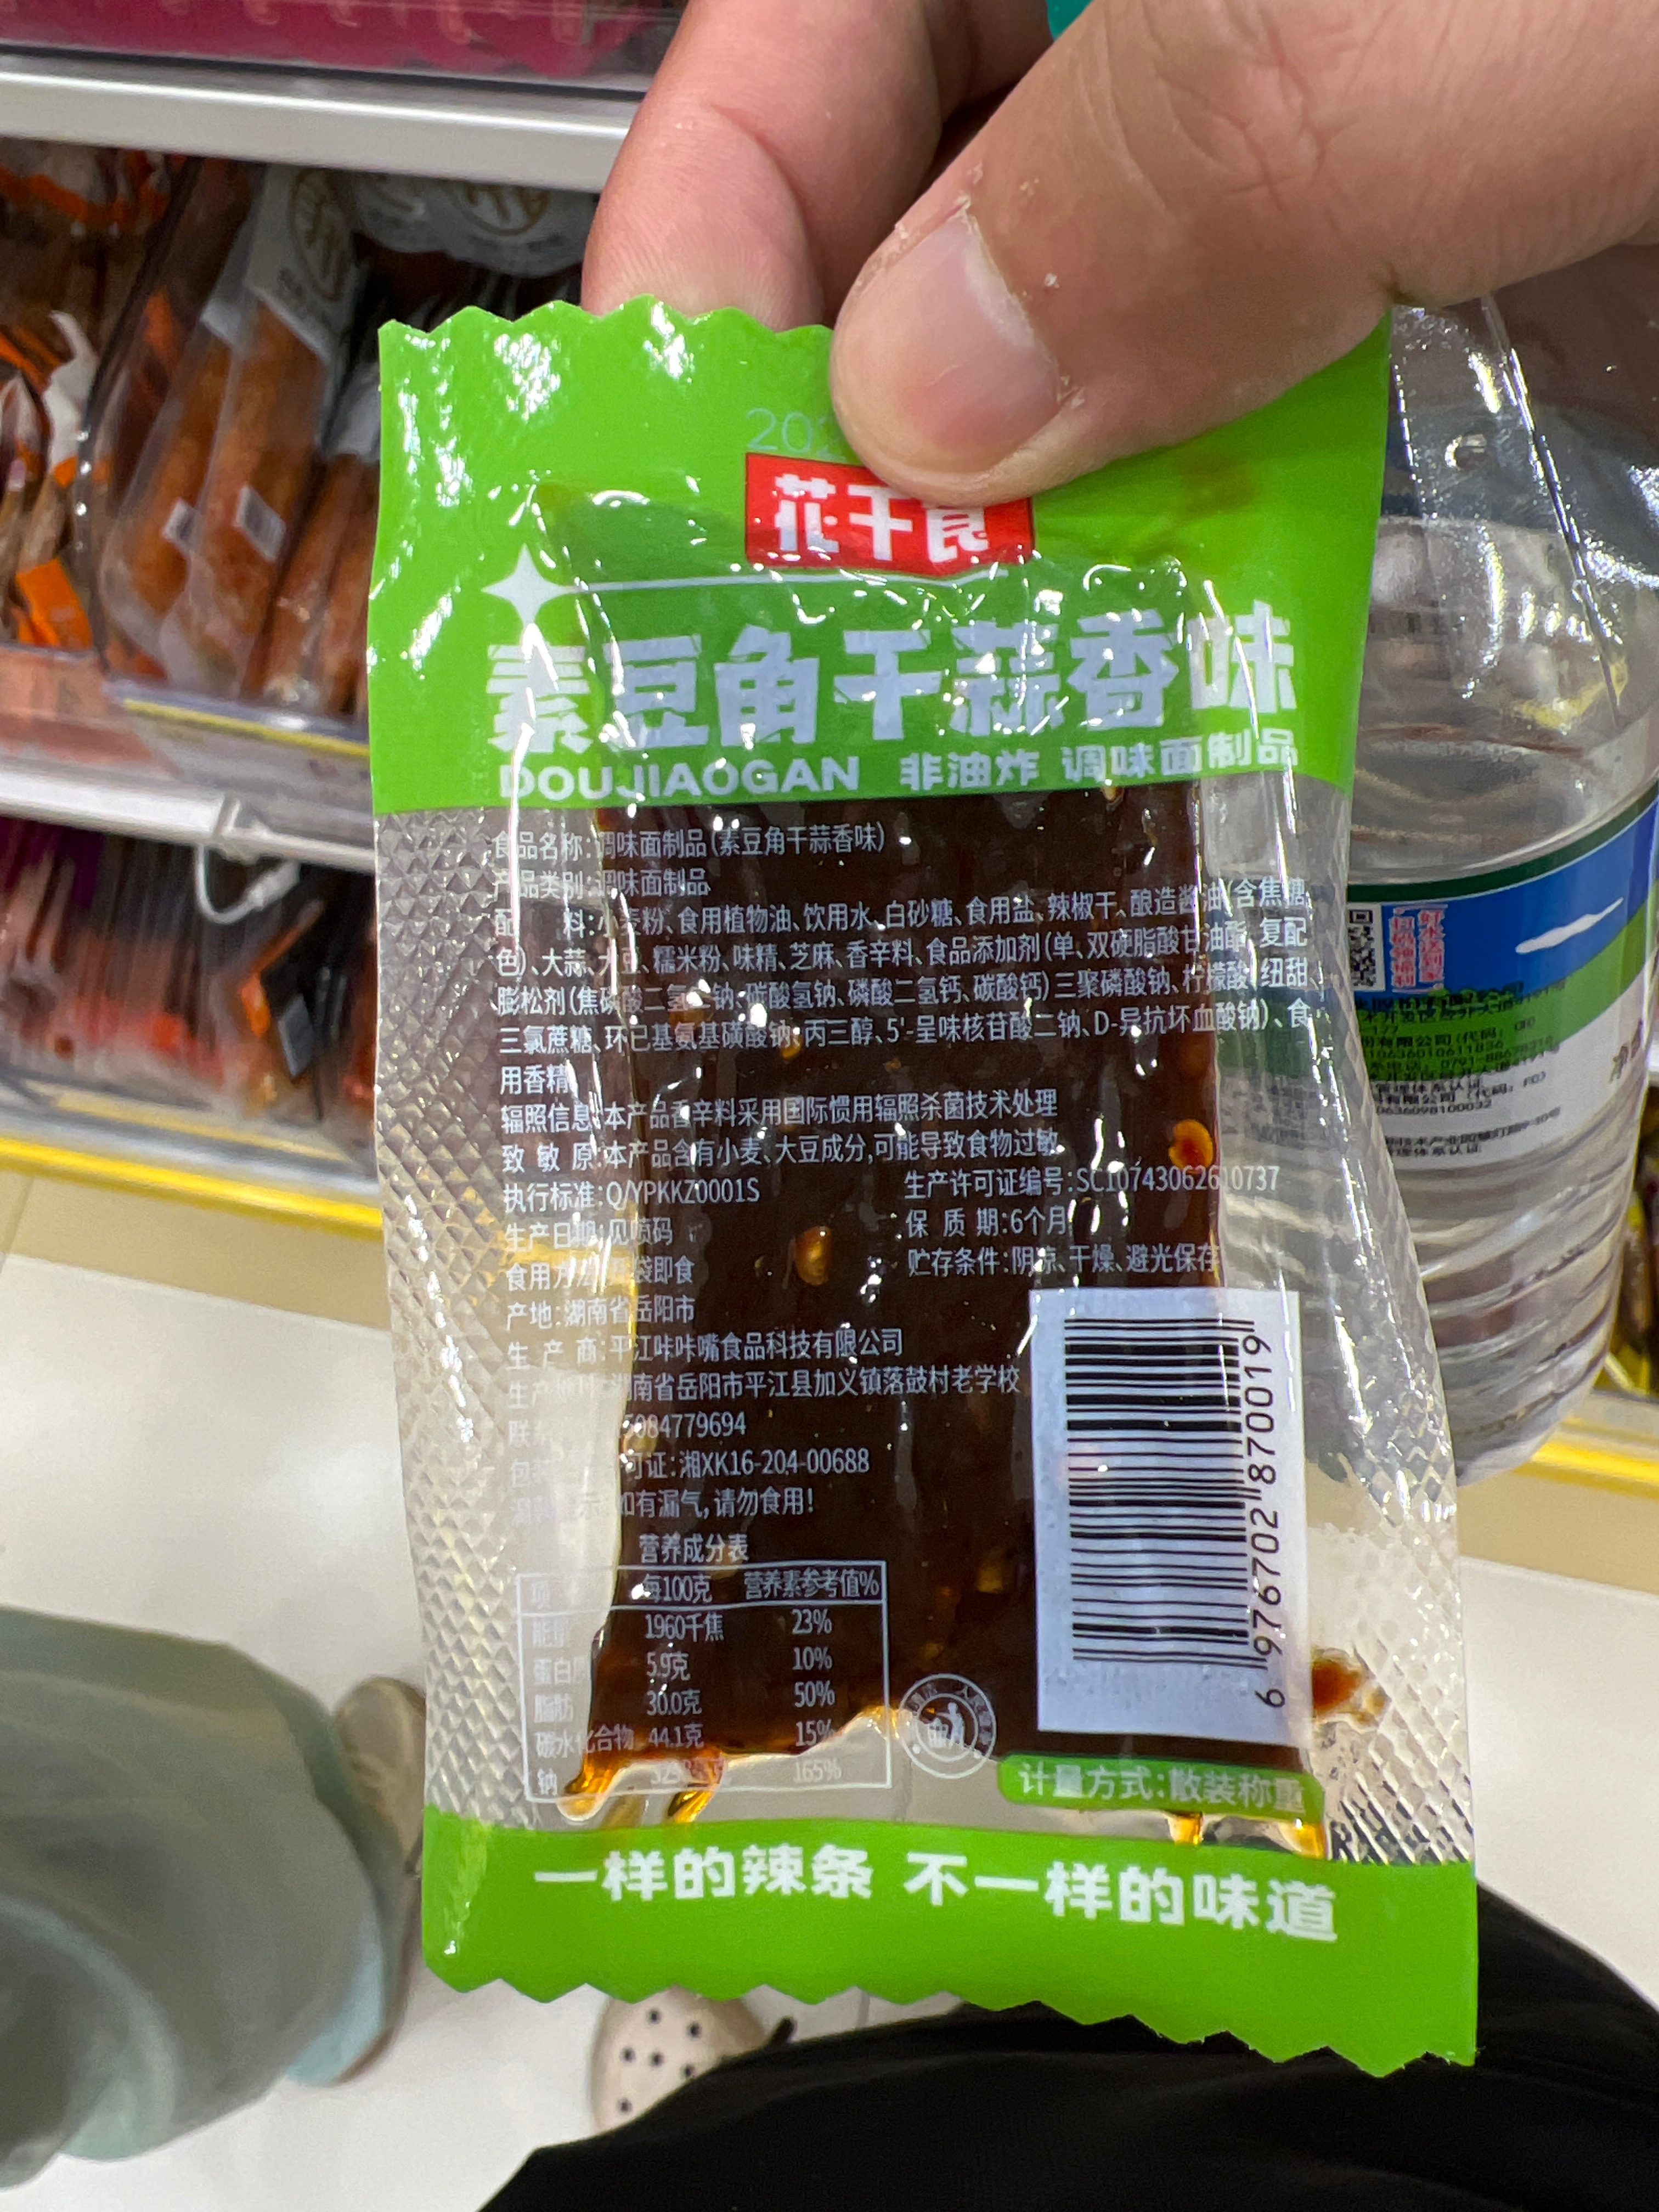 花千食
素豆角干蒜香味
DOUJIAOGAN 非油炸 调味面制品
食品名称:调味面制品(素豆角干蒜香味)
产品类别:调味面制品
配 料:小麦粉、食用植物油、饮用水、白砂糖、食用盐、辣椒干、酿造酱油(含焦糖
色)、大蒜、大豆、糯米粉、味精、芝麻、香辛料、食品添加剂(单、双硬脂酸甘油酯、复配
膨松剂(焦磷酸二氢二钠、碳酸氢钠、磷酸二氢钙、碳酸钙)三聚磷酸钠、柠檬酸、纽甜、
三氯蔗糖、环已基氨基磺酸钠、丙三醇、5'-呈味核苷酸二钠、D-异抗坏血酸钠)、食
用香精
辐照信息:本产品香辛料采用国际惯用辐照杀菌技术处理
致 敏 原:本产品含有小麦、大豆成分,可能导致食物过敏
执行标准:Q/YPKKZ0001S 生产许可证编号:SC10743062610737
生产日期:见喷码 保 质 期:6个月
食用方法:开袋即食 贮存条件:阴凉、干燥、避光保存
产地:湖南省岳阳市
生 产 商:平江咔咔嘴食品科技有限公司
湖南省岳阳市平江县加义镇落鼓村老学校
5084779694
可证:湘XK16-204-00688
如有漏气,请勿食用!
营养成分表
项 每100克 营养素参考值%
能量 1960千焦 23%
蛋白质 5.9克 10%
脂肪 30.0克 50%
碳水化合物 44.1克 15%
钠 165%
6 976702 870019
计量方式:散装称重
一样的辣条 不一样的味道